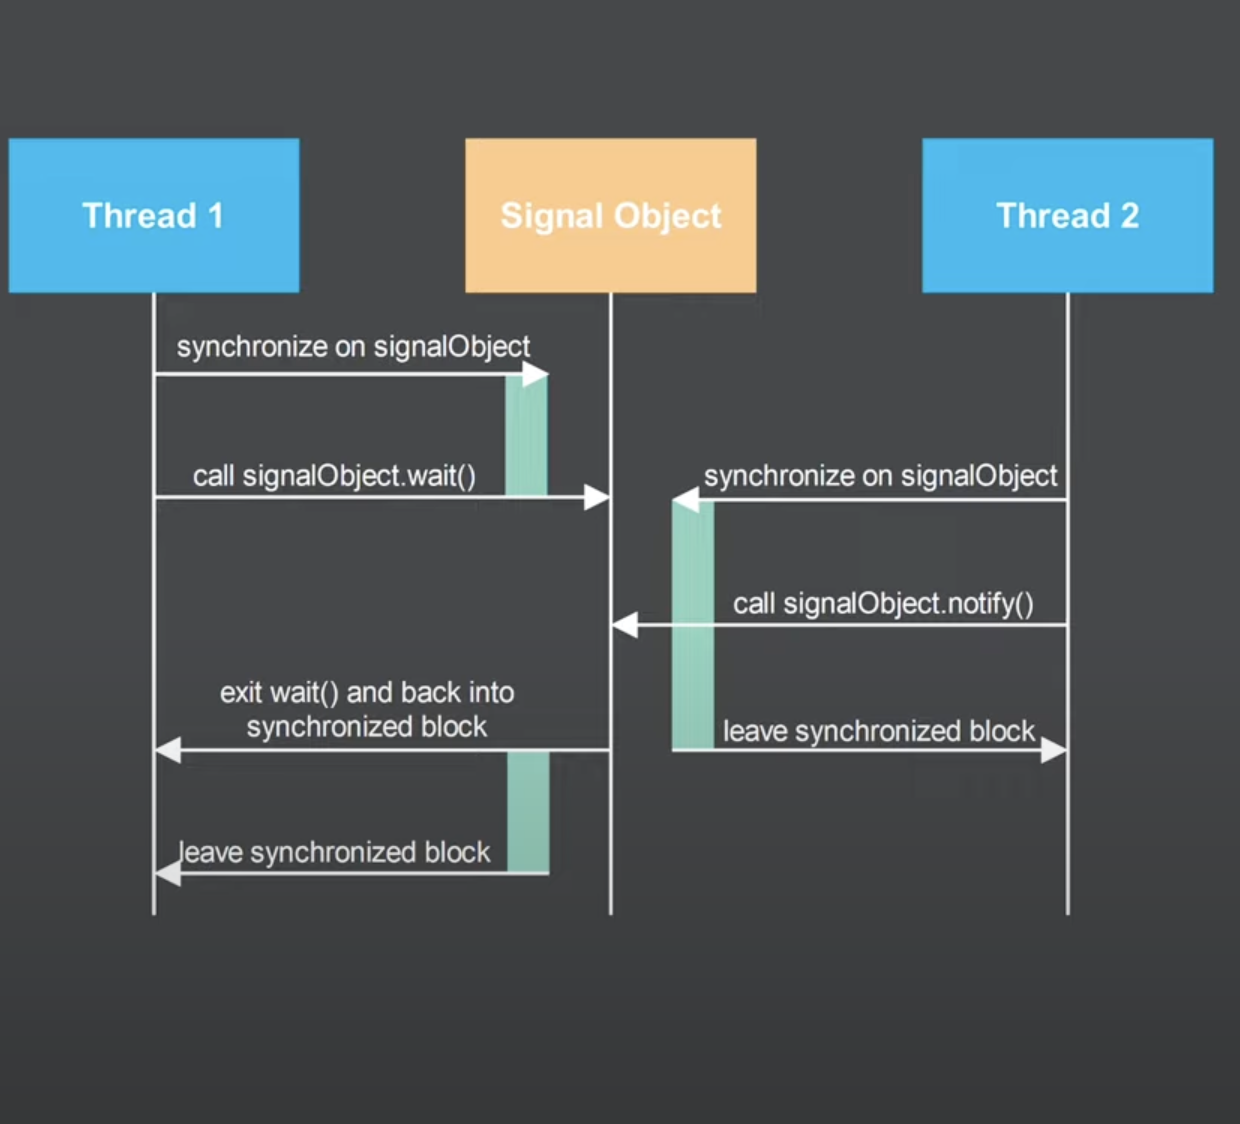 Thread 1
Signal Object
Thread 2
synchronize on signalObject
call signalObject.wait()
synchronize on signalObject
call signalObject.notify()
exit wait() and back into
synchronized block
leave synchronized block
leave synchronized block